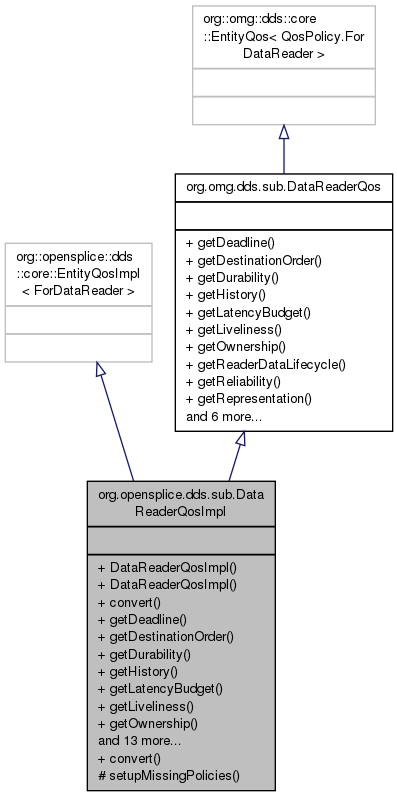 org::omg::dds::core
::EntityQos< QosPolicy.For
DataReader >
org.omg.dds.sub.DataReaderQos
+ getDeadline()
+ getDestinationOrder()
+ getDurability()
+ getHistory()
+ getLatencyBudget()
+ getLiveliness()
+ getOwnership()
+ getReaderDataLifecycle()
+ getReliability()
+ getRepresentation()
and 6 more...
org::opensplice::dds
::core::EntityQosImpl
< ForDataReader >
org.opensplice.dds.sub.Data
ReaderQosImpl
+ DataReaderQosImpl()
+ DataReaderQosImpl()
+ convert()
+ getDeadline()
+ getDestinationOrder()
+ getDurability()
+ getHistory()
+ getLatencyBudget()
+ getLiveliness()
+ getOwnership()
and 13 more...
+ convert()
# setupMissingPolicies()